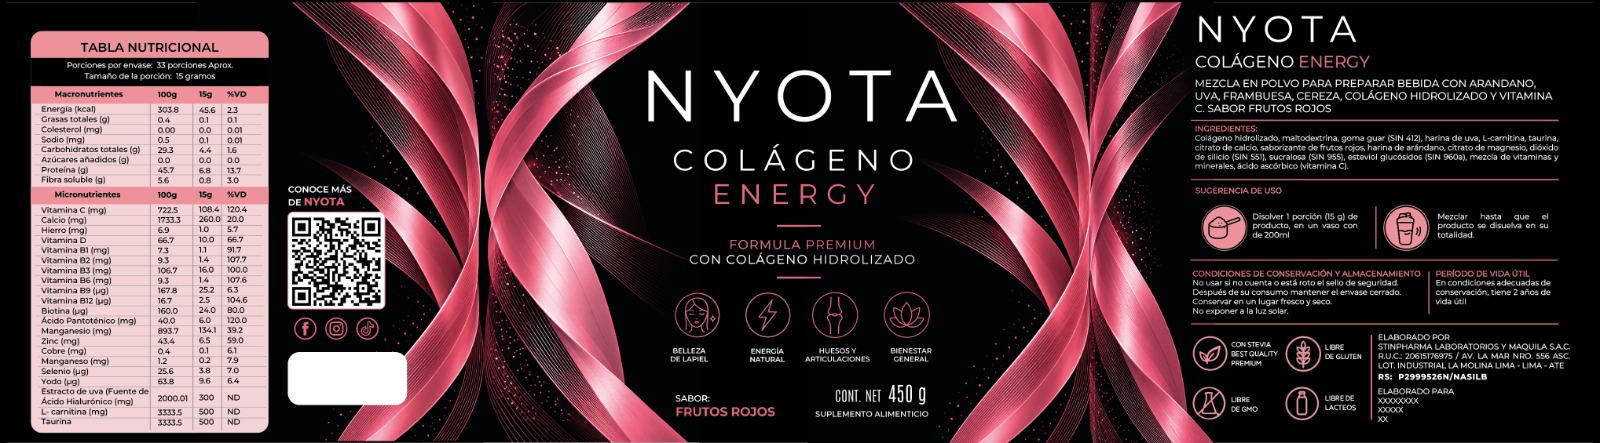 TABLA NUTRICIONAL
Porciones por envase: 33 porciones Aprox.
Tamaño de la porción: 15 gramos
Macronutrientes 100g 15g %VD
Energía (kcal) 303.8 45.6 2.3
Grasas totales (g) 0.4 0.1 0.1
Colesterol (mg) 0.00 0.0 0.01
Sodio (mg) 0.5 0.1 0.01
Carbohidratos totales (g) 29.3 4.4 1.6
Azúcares añadidos (g) 0.0 0.0 0.0
Proteína (g) 45.7 6.8 13.7
Fibra soluble (g) 5.6 0.8 3.0
Micronutrientes 100g 15g %VD
Vitamina C (mg) 722.5 108.4 120.4
Calcio (mg) 1733.3 260.0 20.0
Hierro (mg) 6.9 1.0 5.7
Vitamina D 66.7 10.0 66.7
Vitamina B1 (mg) 7.3 1.1 91.7
Vitamina B2 (mg) 9.3 1.4 107.7
Vitamina B3 (mg) 106.7 16.0 100.0
Vitamina B6 (mg) 9.3 1.4 107.6
Vitamina B9 (µg) 167.8 25.2 6.3
Vitamina B12 (µg) 16.7 2.5 104.6
Biotina (µg) 160.0 24.0 80.0
Ácido Pantoténico (mg) 40.0 6.0 120.0
Manganesio (mg) 893.7 134.1 39.2
Zinc (mg) 43.4 6.5 59.0
Cobre (mg) 0.4 0.1 6.1
Manganeso (mg) 1.2 0.2 7.9
Selenio (µg) 25.6 3.8 7.0
Yodo (µg) 63.8 9.6 6.4
Extracto de uva (Fuente de
Ácido Hialurónico (mg) 2000.01 300 ND
L- carnitina (mg) 3333.5 500 ND
Taurina 3333.5 500 ND
CONOCE MÁS
DE NYOTA
NYOTA
COLÁGENO
ENERGY
FORMULA PREMIUM
CON COLÁGENO HIDROLIZADO
BELLEZA
DE LAPIEL
ENERGÍA
NATURAL
HUESOS Y
ARTICULACIONES
BIENESTAR
GENERAL
SABOR:
FRUTOS ROJOS
CONT. NET 450 g
SUPLEMENTO ALIMENTICIO
NYOTA
COLÁGENO ENERGY
MEZCLA EN POLVO PARA PREPARAR BEBIDA CON ARANDANO,
UVA, FRAMBUESA, CEREZA, COLÁGENO HIDROLIZADO Y VITAMINA
C. SABOR FRUTOS ROJOS
INGREDIENTES:
Colágeno hidrolizado, maltodextrina, goma guar (SIN 412), harina de uva, L-carnitina, taurina,
citrato de calcio, saborizante de frutos rojos, harina de arándano, citrato de magnesio, dióxido
de silicio (SIN 551), sucralosa (SIN 955), esteviol glucósidos (SIN 960a), mezcla de vitaminas y
minerales, ácido ascórbico (vitamina C).
SUGERENCIA DE USO
Disolver 1 porción (15 g) de
producto, en un vaso con
de 200ml
Mezclar hasta que el
producto se disuelva en su
totalidad.
CONDICIONES DE CONSERVACIÓN Y ALMACENAMIENTO
No usar si no cuenta o está roto el sello de seguridad.
Después de su consumo mantener el envase cerrado.
Conservar en un lugar fresco y seco.
No exponer a la luz solar.
PERÍODO DE VIDA ÚTIL
En condiciones adecuadas de
conservación, tiene 2 años de
vida útil
CON STEVIA
BEST QUALITY
PREMIUM
LIBRE
DE GLUTEN
LIBRE
DE GMO
LIBRE DE
LACTEOS
ELABORADO POR
STINPHARMA LABORATORIOS Y MAQUILA S.A.C.
R.U.C.: 20615176975 / AV. LA MAR NRO. 556 ASC.
LOT. INDUSTRIAL LA MOLINA LIMA - LIMA - ATE
RS: P2999526N/NASILB
ELABORADO PARA
XXXXXXXX
XXXXX
XX